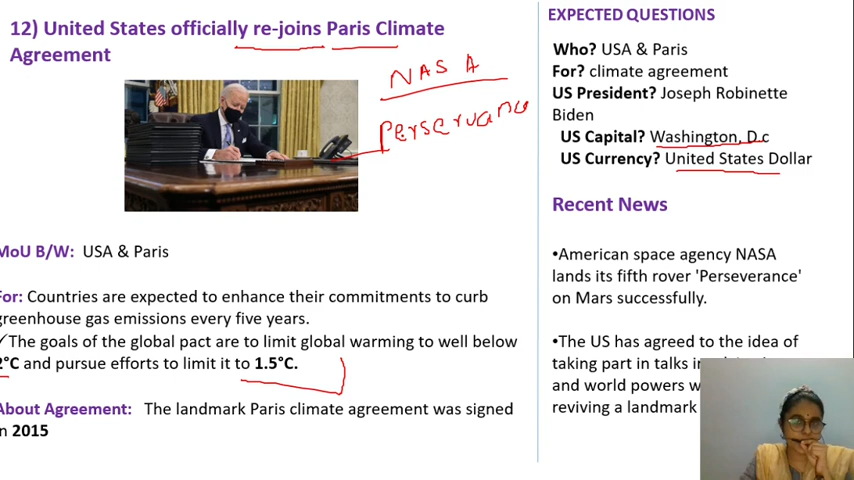 12) United States officially re-joins Paris Climate
Agreement
NASA
Perservance
MoU B/W: USA & Paris
For: Countries are expected to enhance their commitments to curb
greenhouse gas emissions every five years.
✓The goals of the global pact are to limit global warming to well below
2°C and pursue efforts to limit it to 1.5°C.
About Agreement: The landmark Paris climate agreement was signed
in 2015
EXPECTED QUESTIONS
Who? USA & Paris
For? climate agreement
US President? Joseph Robinette
Biden
US Capital? Washington, D.c
US Currency? United States Dollar
Recent News
•American space agency NASA
lands its fifth rover 'Perseverance'
on Mars successfully.
•The US has agreed to the idea of
taking part in talks
and world powers
reviving a landmark